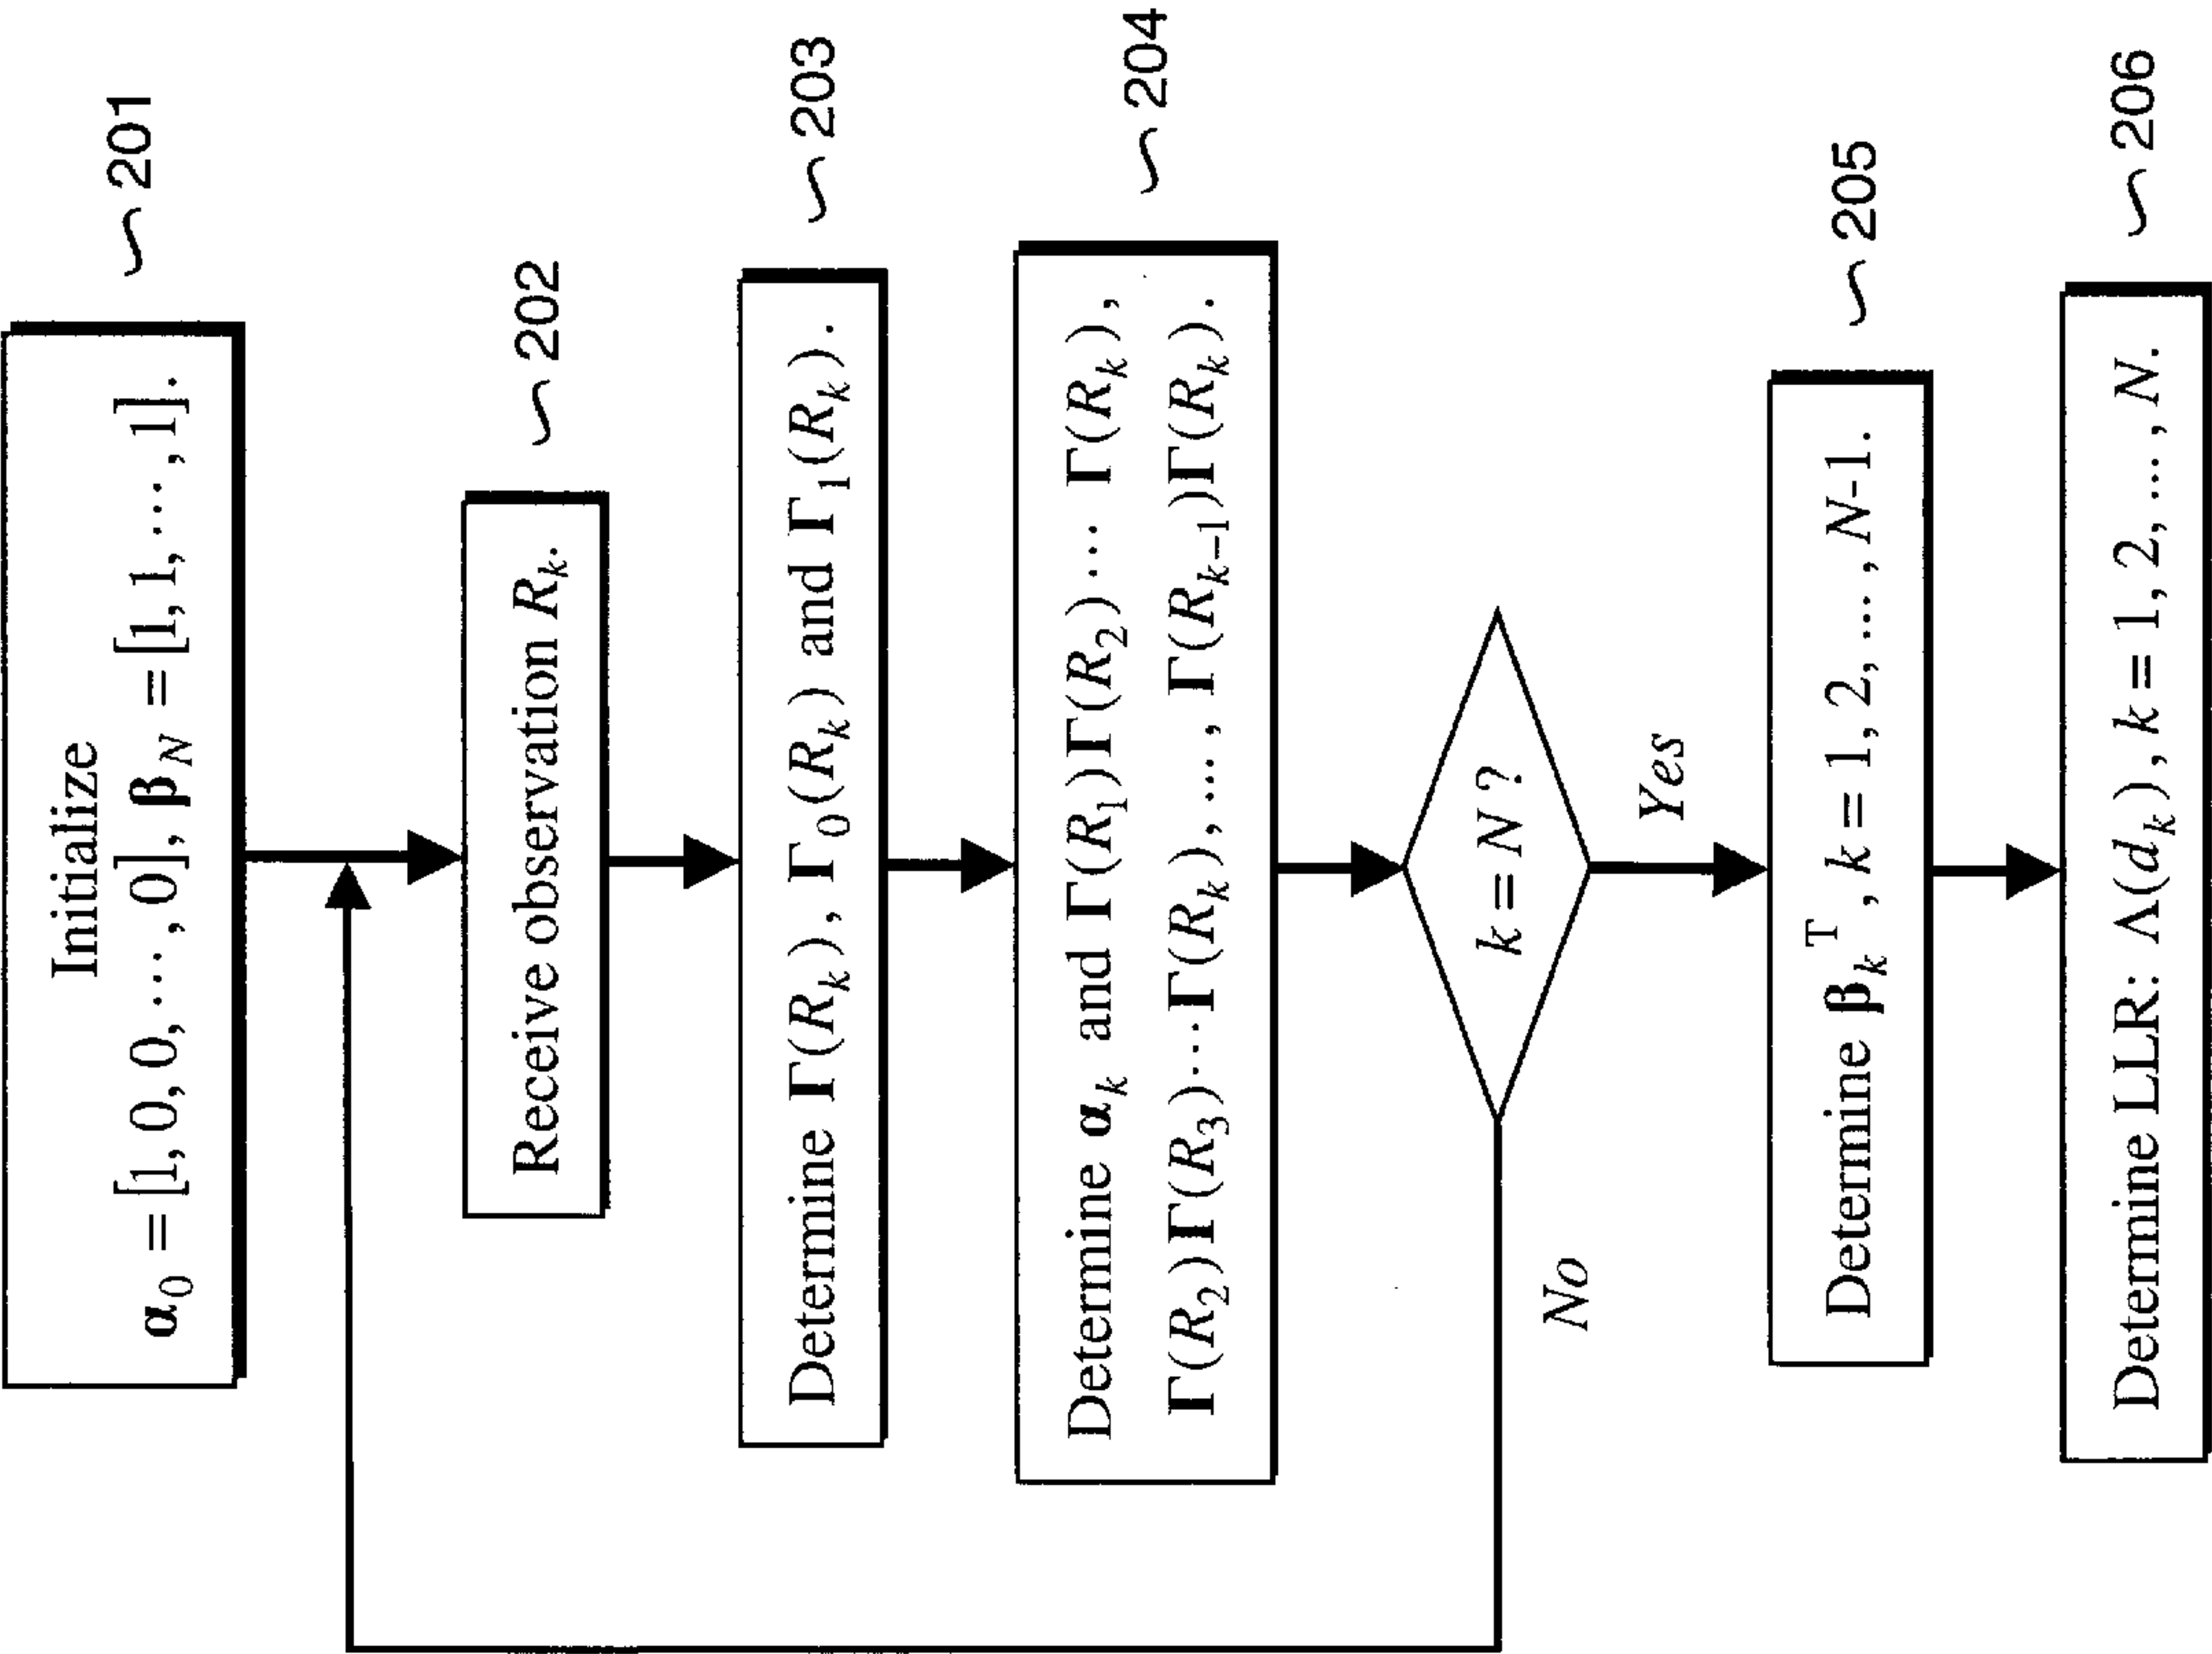 Initialize
α₀ = [1, 0, 0, ⋯, 0], β_N = [1, 1, ⋯, 1].
201
Receive observation R_k.
202
Determine Γ(R_k), Γ₀(R_k) and Γ₁(R_k).
203
Determine α_k and Γ(R₁)Γ(R₂)⋯ Γ(R_k),
Γ(R₂)Γ(R₃)⋯Γ(R_k), ..., Γ(R_{k−1})Γ(R_k).
204
k = N ?
No
Yes
Determine β_k^T, k = 1, 2, ... , N-1.
205
Determine LLR: Λ(d_k), k = 1, 2, ... , N.
206